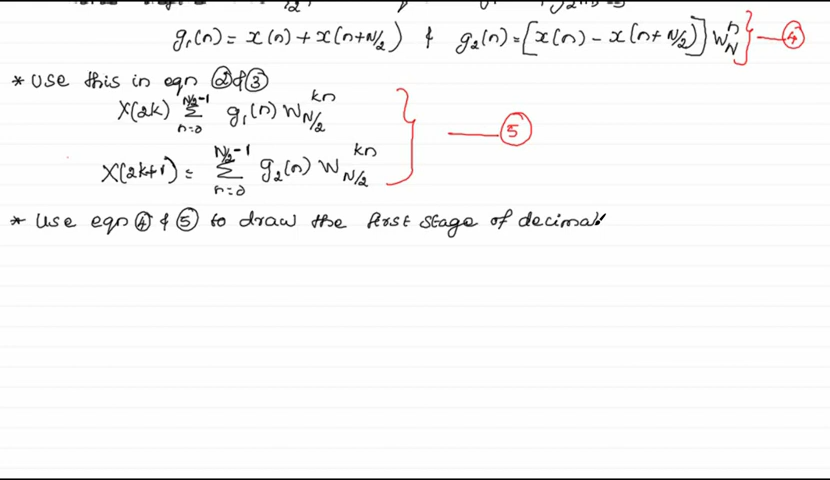 g₁(n) = x(n) + x(n+N/2) & g₂(n) = [x(n) - x(n+N/2)] W_N^n } — ④
* Use this in eqn ② & ③
X(2k) ∑_{n=0}^{N/2-1} g₁(n) W_{N/2}^{kn}
} — ⑤
X(2k+1) = ∑_{n=0}^{N/2-1} g₂(n) W_{N/2}^{kn}
* Use eqn ④ & ⑤ to draw the first stage of decimat